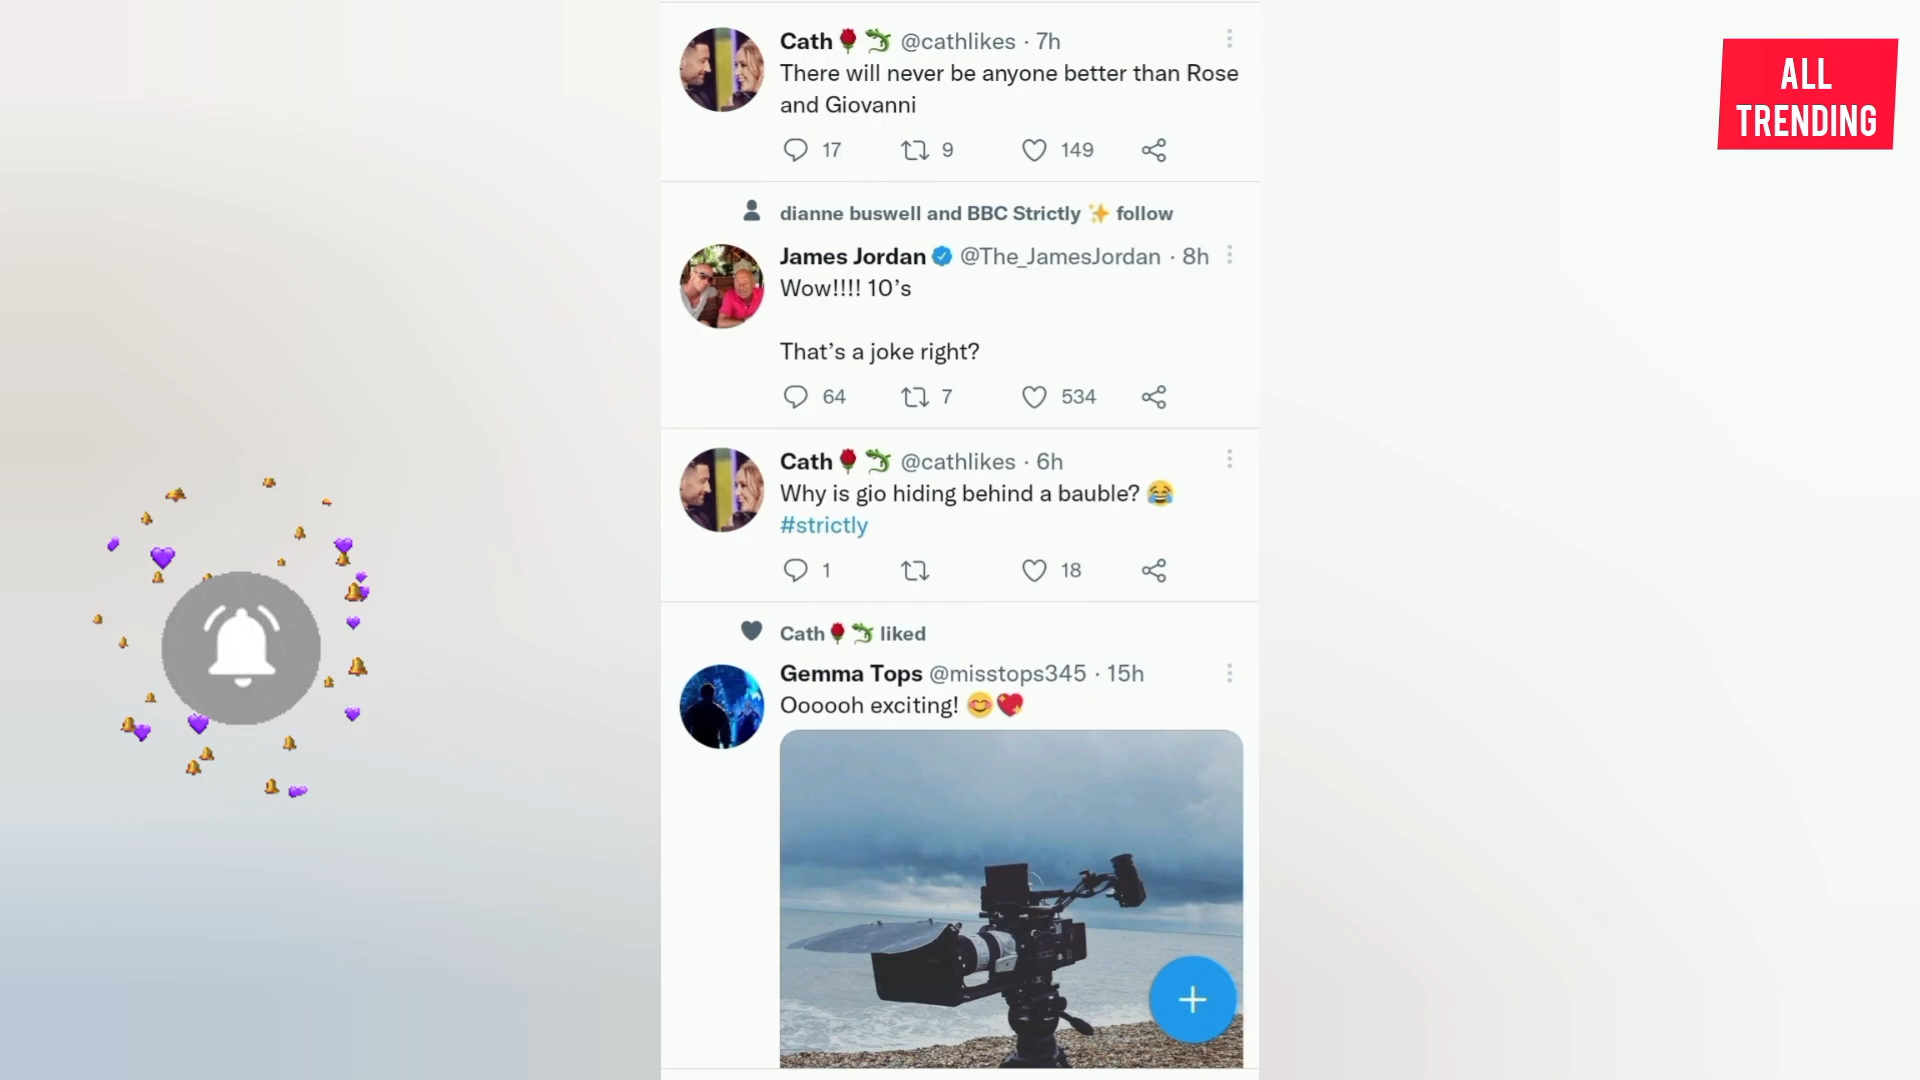 Cath🌹🦎 @cathlikes · 7h
There will never be anyone better than Rose
and Giovanni
17 9 149
dianne buswell and BBC Strictly ✨ follow
James Jordan @The_JamesJordan · 8h
Wow!!!! 10’s
That’s a joke right?
64 7 534
Cath🌹🦎 @cathlikes · 6h
Why is gio hiding behind a bauble? 😂
#strictly
1 18
Cath🌹🦎 liked
Gemma Tops @misstops345 · 15h
Oooooh exciting! 😊💖
ALL
TRENDING